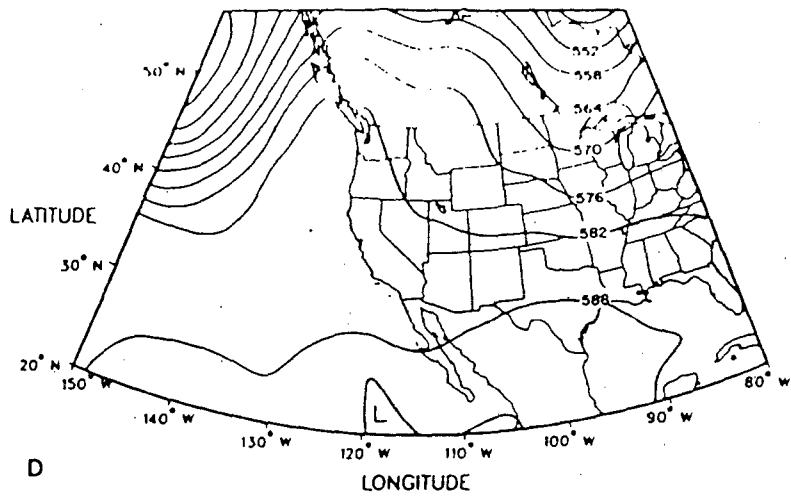 50° N
40° N
LATITUDE
30° N
20° N
150° W
140° W
130° W
120° W
110° W
100° W
90° W
80° W
LONGITUDE
552
558
564
570
576
582
588
L
D